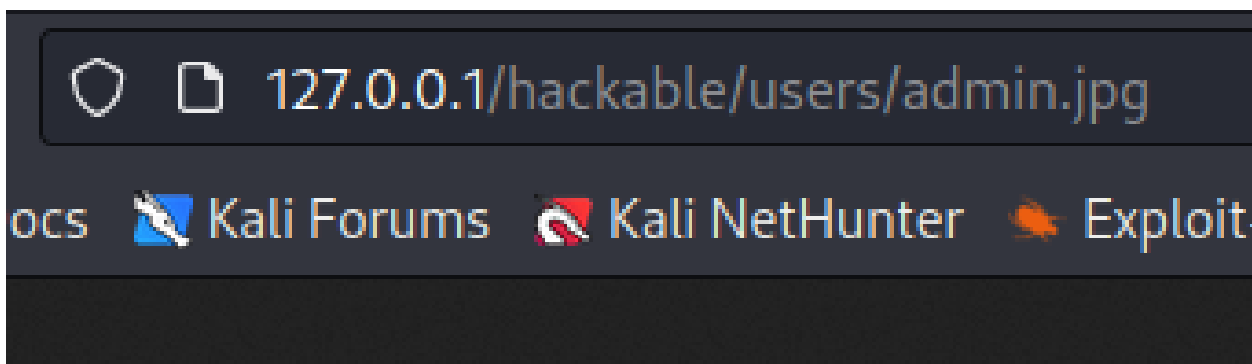 127.0.0.1/hackable/users/admin.jpg
ocs Kali Forums Kali NetHunter Exploit-